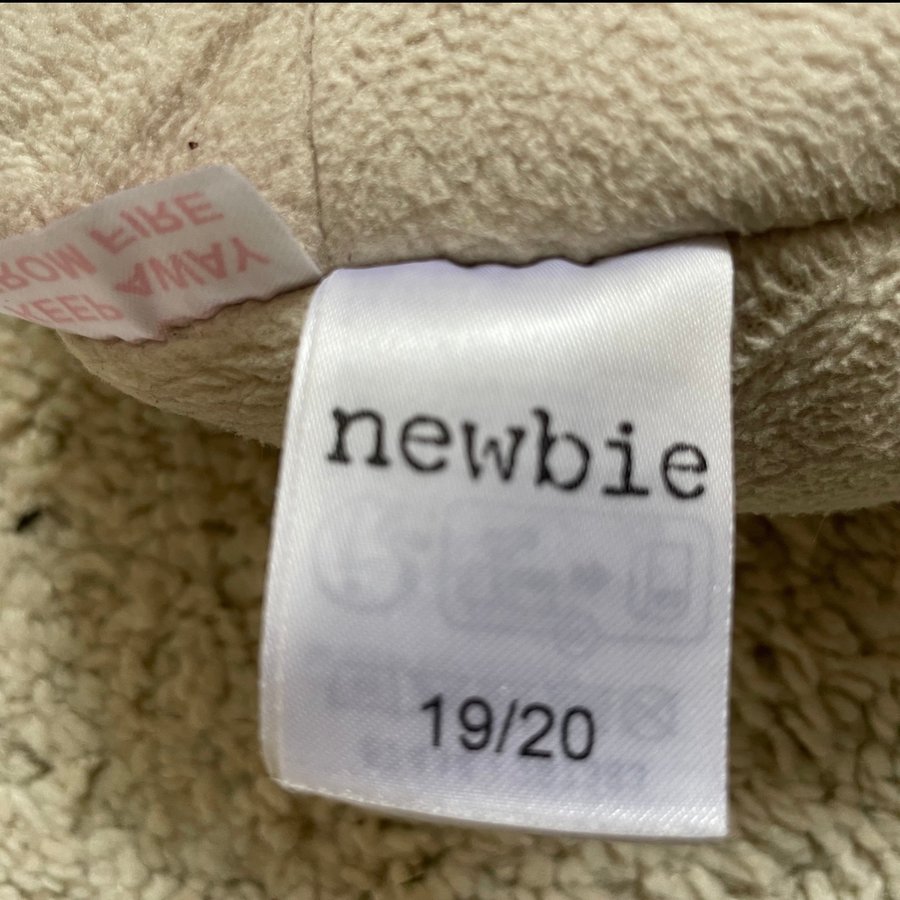 KEEP AWAY
FROM FIRE
newbie
19/20